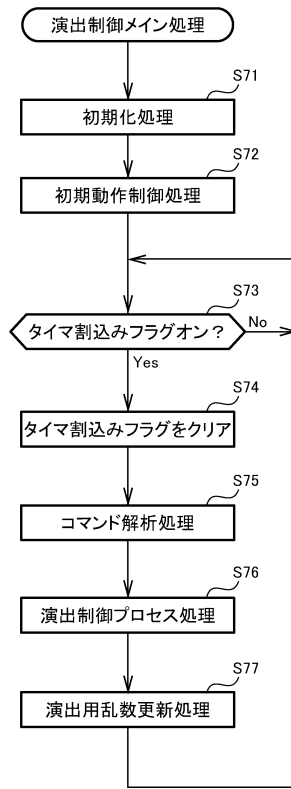 演出制御メイン処理
S71
初期化処理
S72
初期動作制御処理
S73
タイマ割込みフラグオン？
No
Yes
S74
タイマ割込みフラグをクリア
S75
コマンド解析処理
S76
演出制御プロセス処理
S77
演出用乱数更新処理